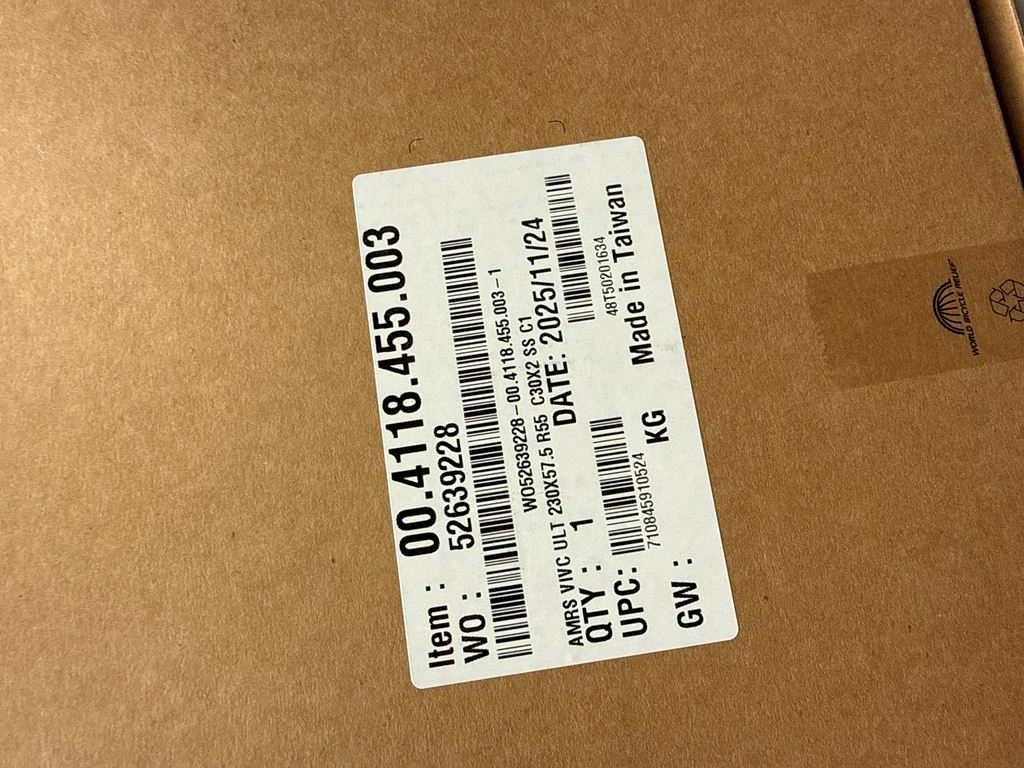 Item : 00.4118.455.003
WO : 52639228
WO52639228-00.4118.455.003-1
AMRS VIVC ULT 230X57.5 R55 C30X2 SS C1
QTY : 1 DATE: 2025/11/24
UPC: 710845910524 48T50201634
GW : KG Made in Taiwan
WORLD BICYCLE RELIEF